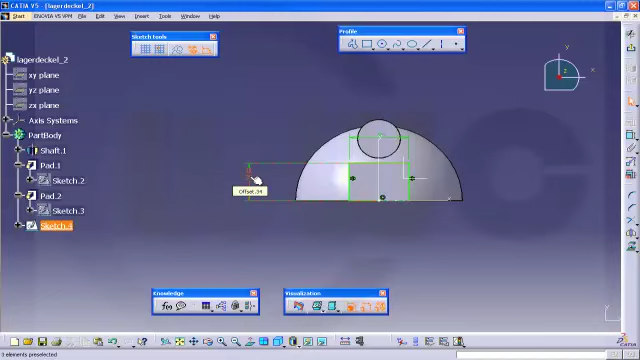 CATIA V5 - [lagerdeckel_2]
Start ENOVIA V5 VPM File Edit View Insert Tools Window Help
Sketch tools
Profile
lagerdeckel_2
xy plane
yz plane
zx plane
Axis Systems
PartBody
Shaft.1
Pad.1
Sketch.2
Pad.2
Sketch.3
Sketch.
Y
X
z
Offset.34
Knowledge
f(x)
Visualization
CATIA
3 elements preselected